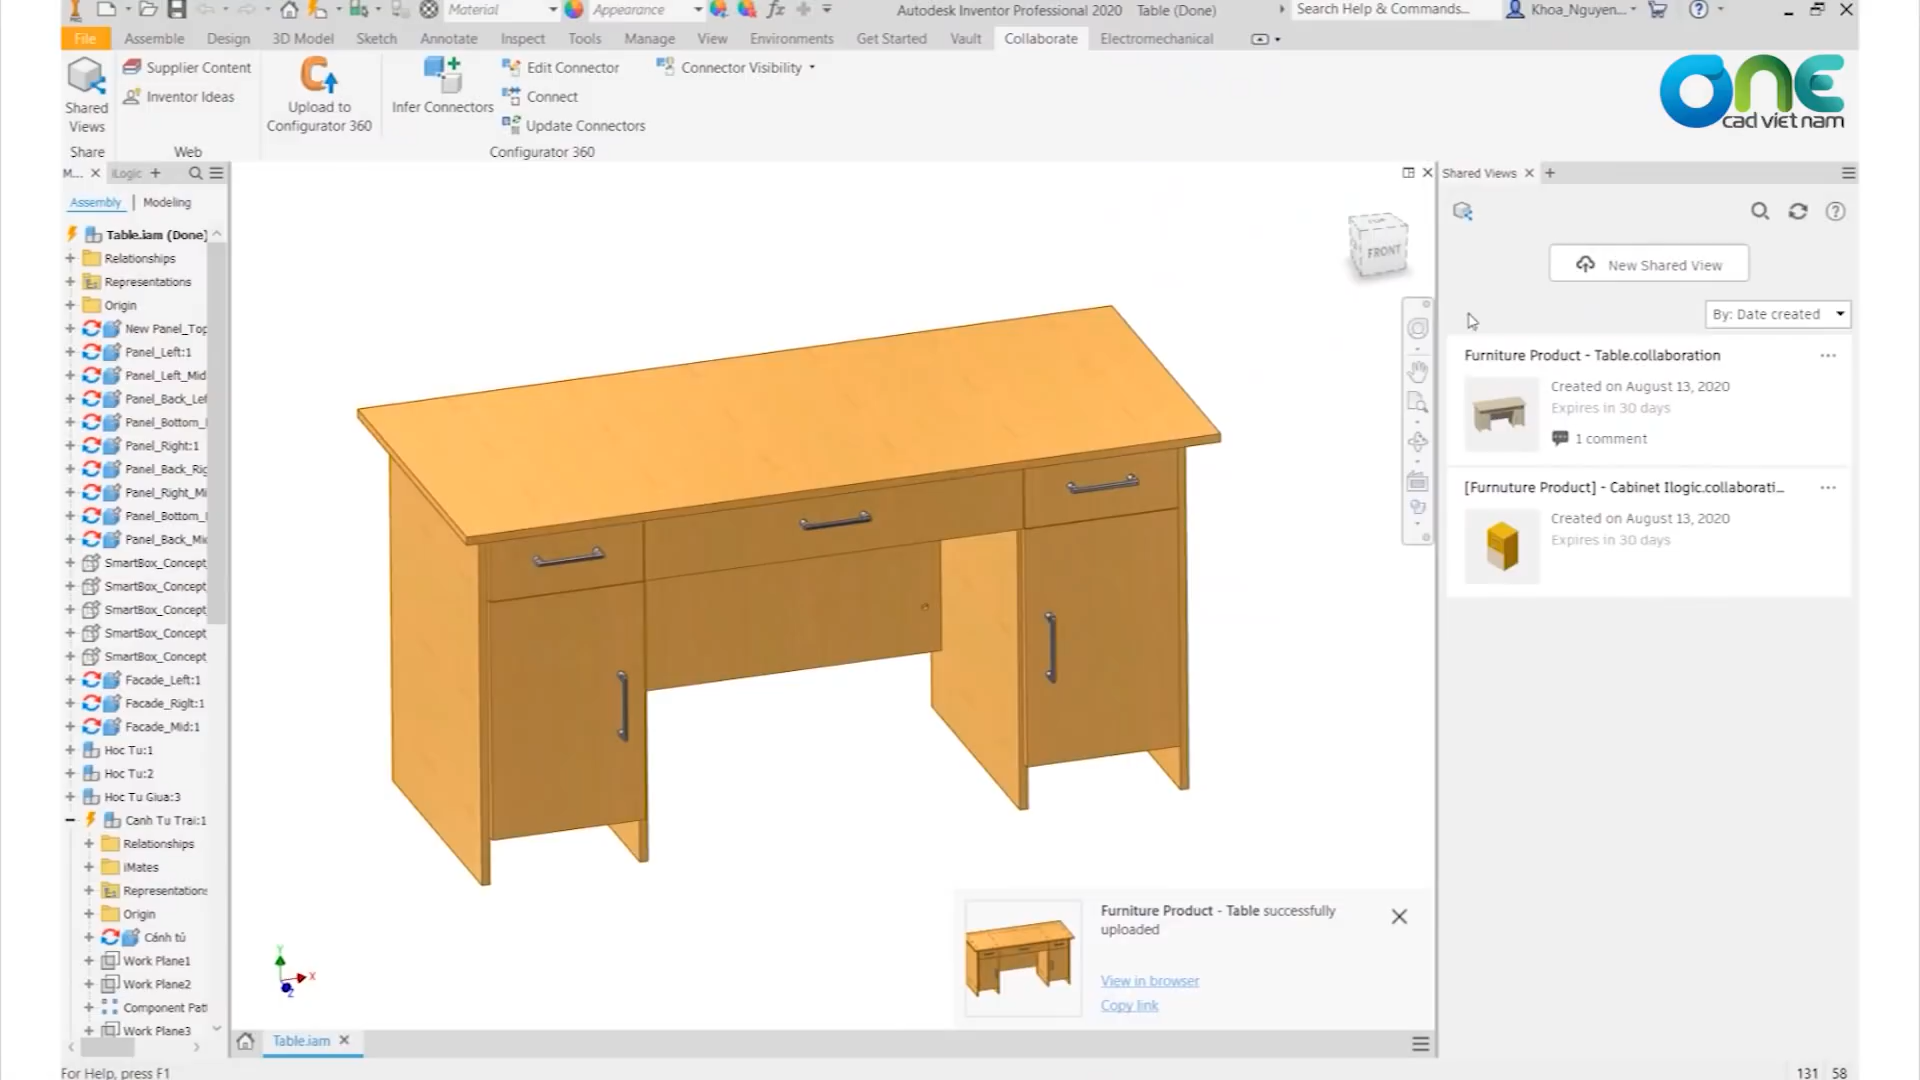 Material
Appearance
fx
Autodesk Inventor Professional 2020 Table (Done)
Search Help & Commands...
Khoa_Nguyen...
File Assemble Design 3D Model Sketch Annotate Inspect Tools Manage View Environments Get Started Vault Collaborate Electromechanical
Shared Views
Supplier Content
Inventor Ideas
Upload to Configurator 360
Infer Connectors
Edit Connector
Connect
Update Connectors
Connector Visibility
Share
Web
Configurator 360
ONE
cad viet nam
M... iLogic
Assembly | Modeling
Table.iam (Done)
Relationships
Representations
Origin
New Panel_Top
Panel_Left:1
Panel_Left_Mid
Panel_Back_Lef
Panel_Bottom_
Panel_Right:1
Panel_Back_Rig
Panel_Right_Mi
Panel_Bottom_
Panel_Back_Mi
SmartBox_Concept
SmartBox_Concept
SmartBox_Concept
SmartBox_Concept
SmartBox_Concept
Facade_Left:1
Facade_Riglt:1
Facade_Mid:1
Hoc Tu:1
Hoc Tu:2
Hoc Tu Giua:3
Canh Tu Trai:1
Relationships
iMates
Representations
Origin
Cánh tủ
Work Plane1
Work Plane2
Component Patt
Work Plane3
FRONT
Y
X
Z
Shared Views
New Shared View
By: Date created
Furniture Product - Table.collaboration
Created on August 13, 2020
Expires in 30 days
1 comment
[Furnuture Product] - Cabinet Ilogic.collaborati...
Created on August 13, 2020
Expires in 30 days
Furniture Product - Table successfully
uploaded
View in browser
Copy link
Table.iam
For Help, press F1
131 58